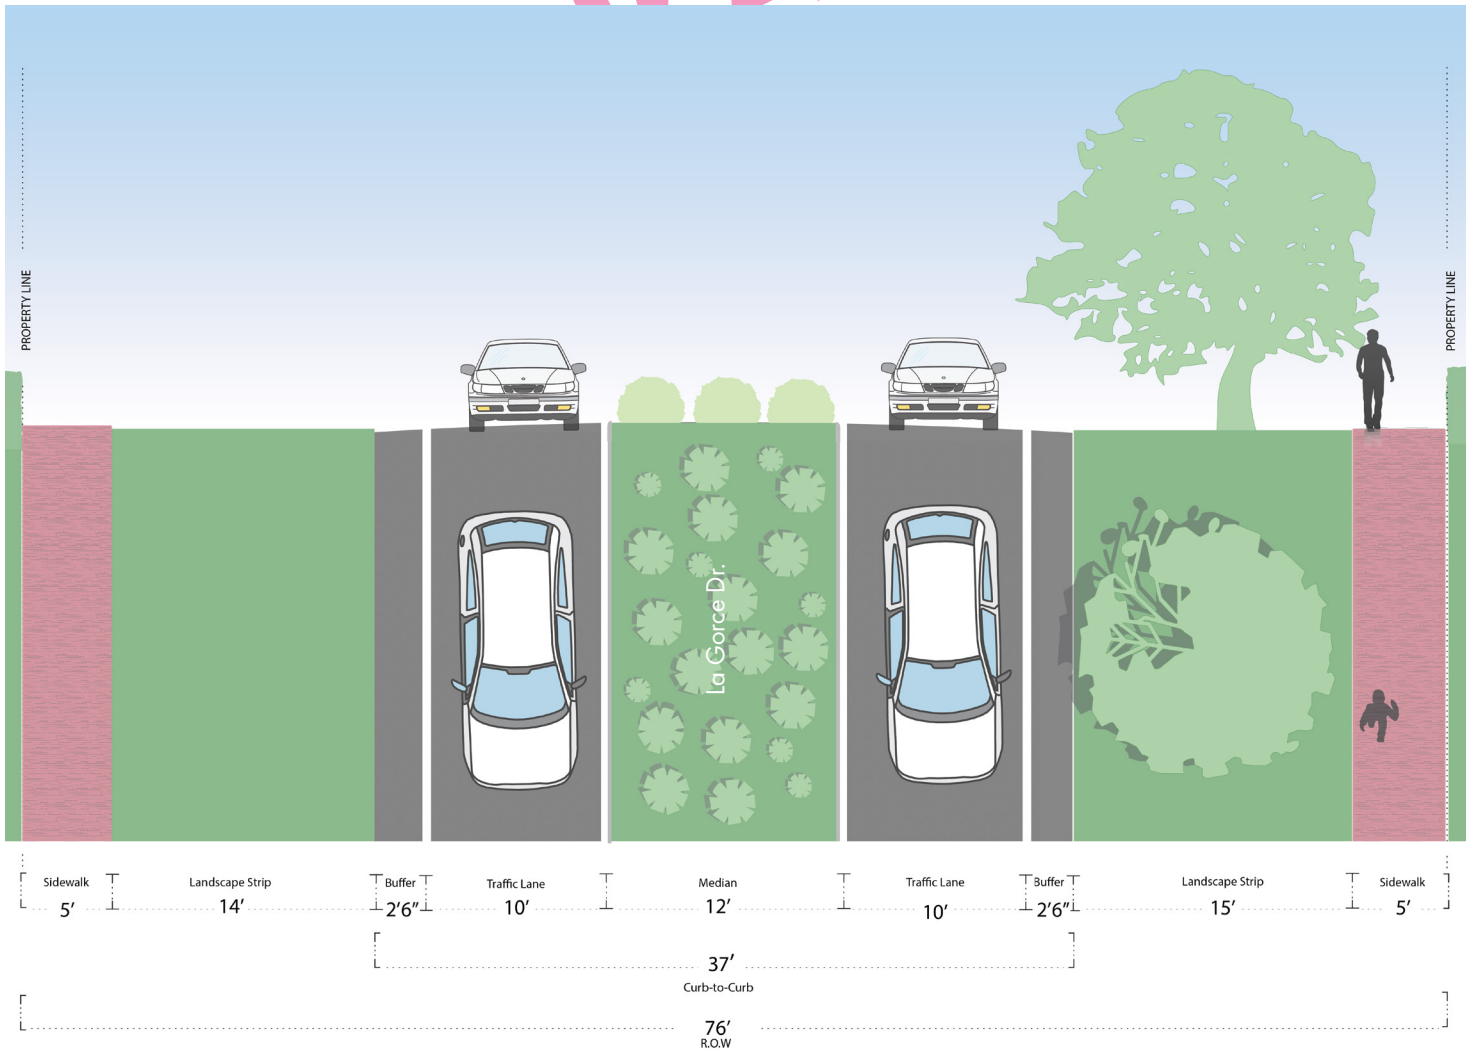 PROPERTY LINE
PROPERTY LINE
La Gorce Dr.
Sidewalk
Landscape Strip
Buffer
Traffic Lane
Median
Traffic Lane
Buffer
Landscape Strip
Sidewalk
5'
14'
2'6"
10'
12'
10'
2'6"
15'
5'
37'
Curb-to-Curb
76'
R.O.W